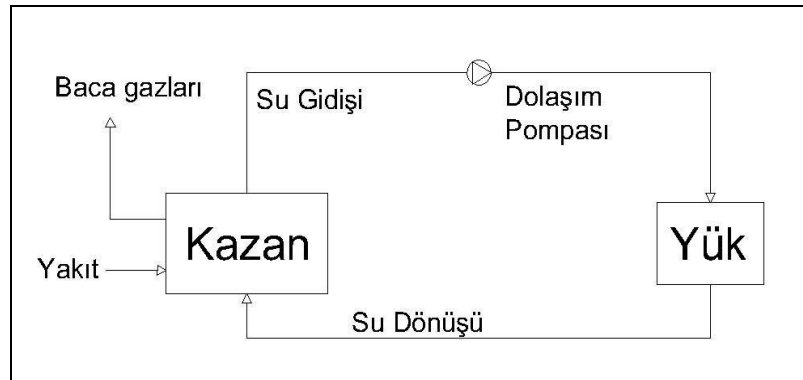 Baca gazları
Su Gidişi
Dolaşım
Pompası
Kazan
Yük
Yakıt
Su Dönüşü